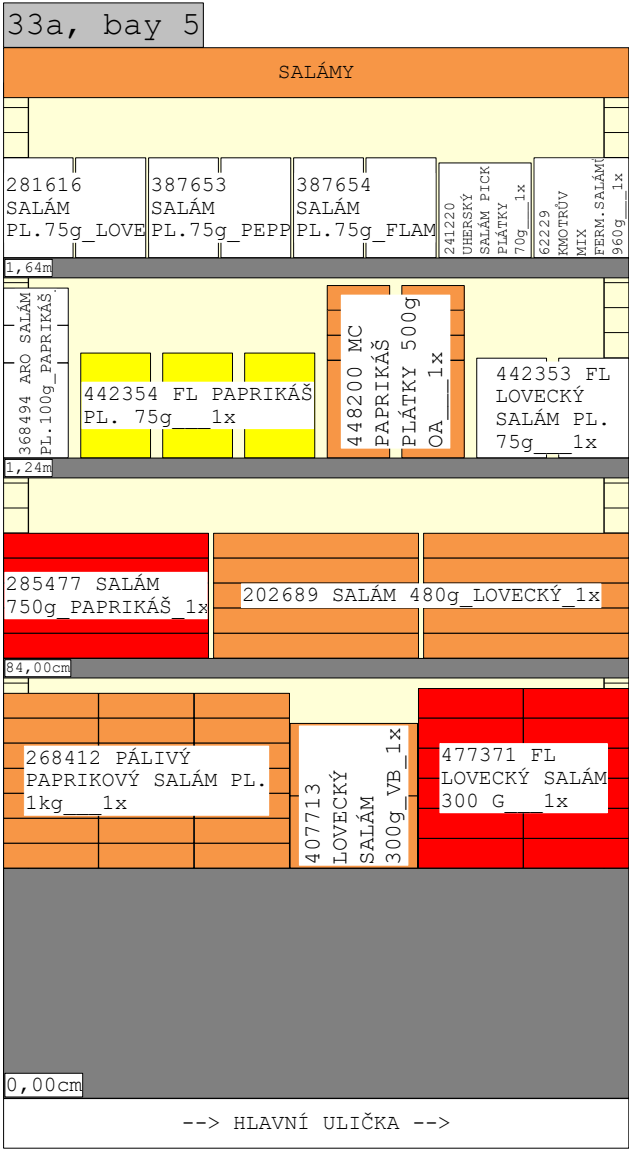 33a, bay 5
SALÁMY
281616
SALÁM
PL.75g_LOVE
387653
SALÁM
PL.75g_PEPP
387654
SALÁM
PL.75g_FLAM
241220
UHERSKÝ
SALÁM PICK
PLÁTKY
70g___1x
62229
KMOTRŮV
MIX
FERM.SALÁMŮ
960g___1x
1,64m
368494 ARO SALÁM
PL.100g_PAPRIKÁŠ
442354 FL PAPRIKÁŠ
PL. 75g___1x
448200 MC
PAPRIKÁŠ
PLÁTKY 500g
OA___1x
442353 FL
LOVECKÝ
SALÁM PL.
75g___1x
1,24m
285477 SALÁM
750g_PAPRIKÁŠ_1x
202689 SALÁM 480g_LOVECKÝ_1x
84,00cm
268412 PÁLIVÝ
PAPRIKOVÝ SALÁM PL.
1kg___1x
407713
LOVECKÝ
SALÁM
300g_VB_1x
477371 FL
LOVECKÝ SALÁM
300 G___1x
0,00cm
--> HLAVNÍ ULIČKA -->